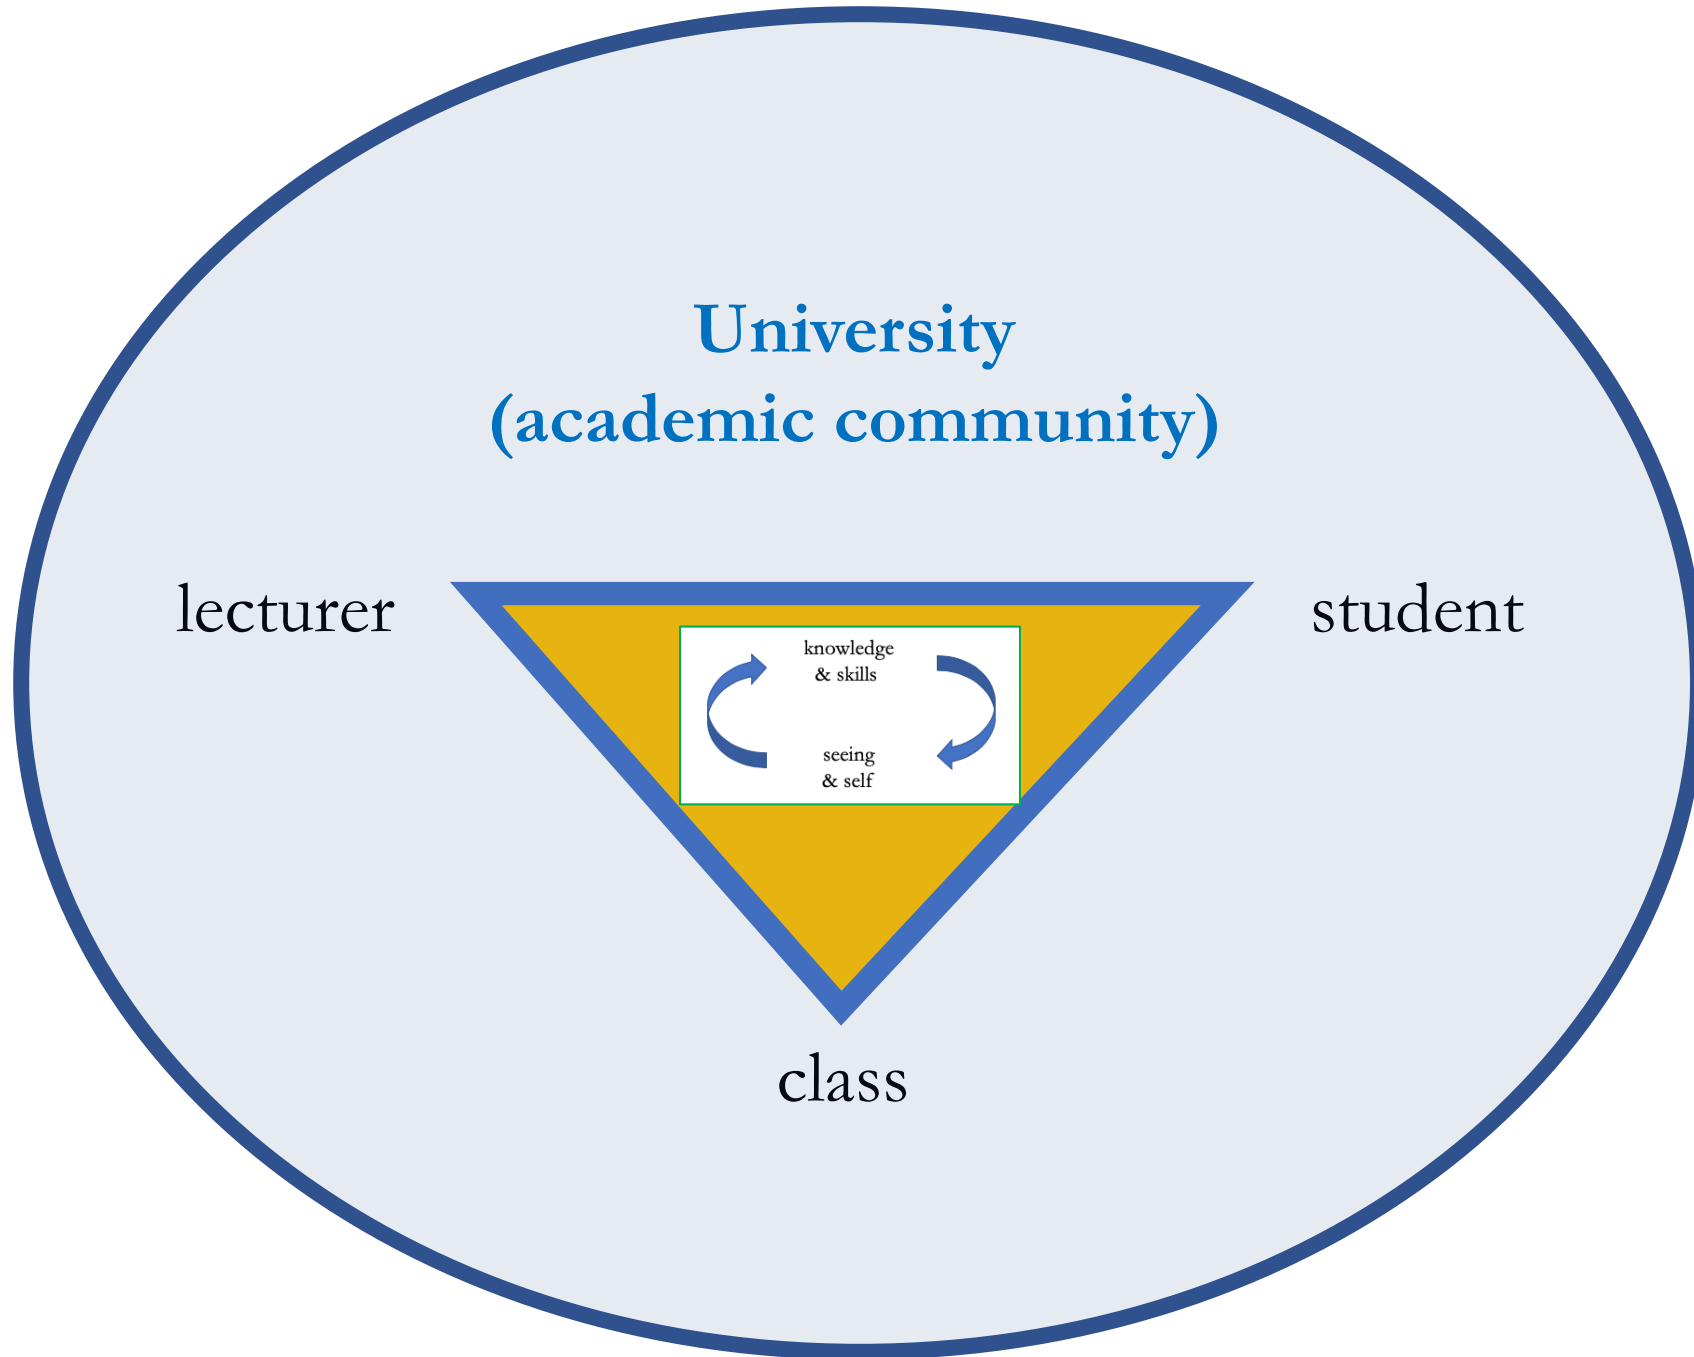 University
(academic community)
lecturer
student
knowledge
& skills
seeing
& self
class